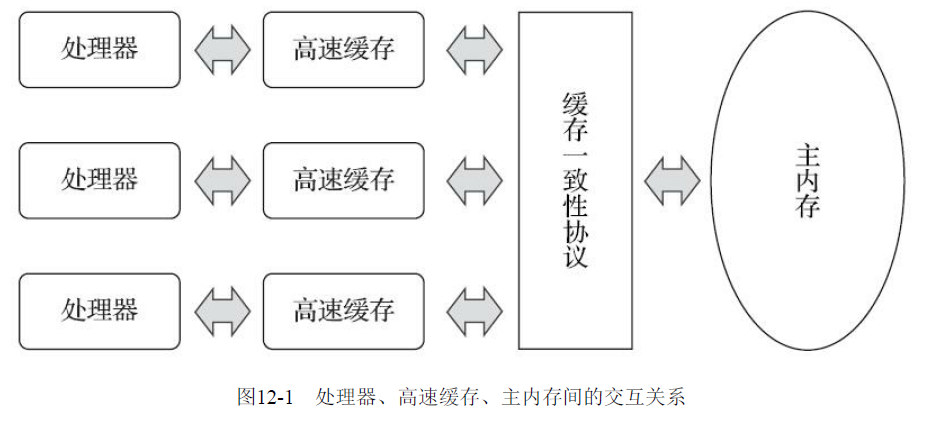 处理器
高速缓存
处理器
高速缓存
处理器
高速缓存
缓存一致性协议
主内存
图12-1 处理器、高速缓存、主内存间的交互关系